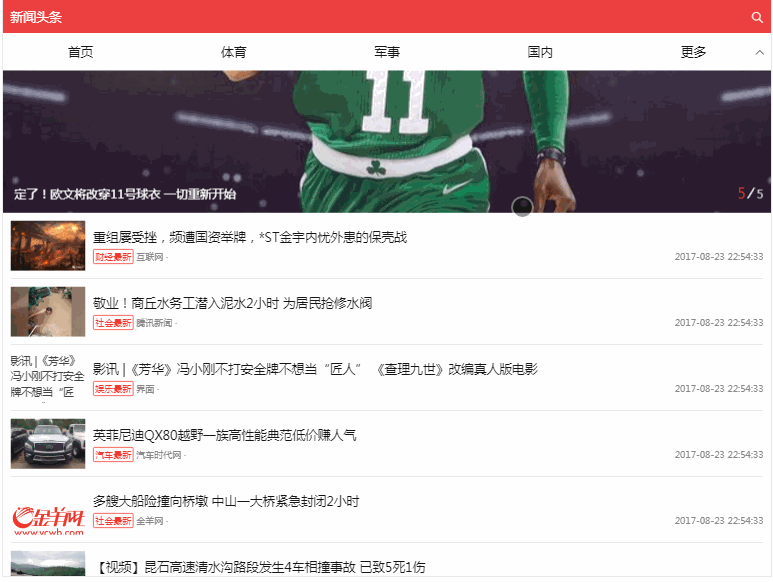 新闻头条
首页 体育 军事 国内 更多
11
定了！欧文将改穿11号球衣 一切重新开始
5/5
重组屡受挫，频遭国资举牌，*ST金宇内忧外患的保壳战
财经最新 互联网 · 2017-08-23 22:54:33
敬业！商丘水务工潜入泥水2小时 为居民抢修水阀
社会最新 腾讯新闻 · 2017-08-23 22:54:33
影讯 |《芳华》
冯小刚不打安全
牌不想当“匠
影讯 |《芳华》冯小刚不打安全牌不想当“匠人” 《查理九世》改编真人版电影
娱乐最新 界面 · 2017-08-23 22:54:33
英菲尼迪QX80越野一族高性能典范低价赚人气
汽车最新 汽车时代网 · 2017-08-23 22:54:33
金羊网
www.ycwb.com
多艘大船险撞向桥墩 中山一大桥紧急封闭2小时
社会最新 金羊网 · 2017-08-23 22:54:33
【视频】昆石高速清水沟路段发生4车相撞事故 已致5死1伤